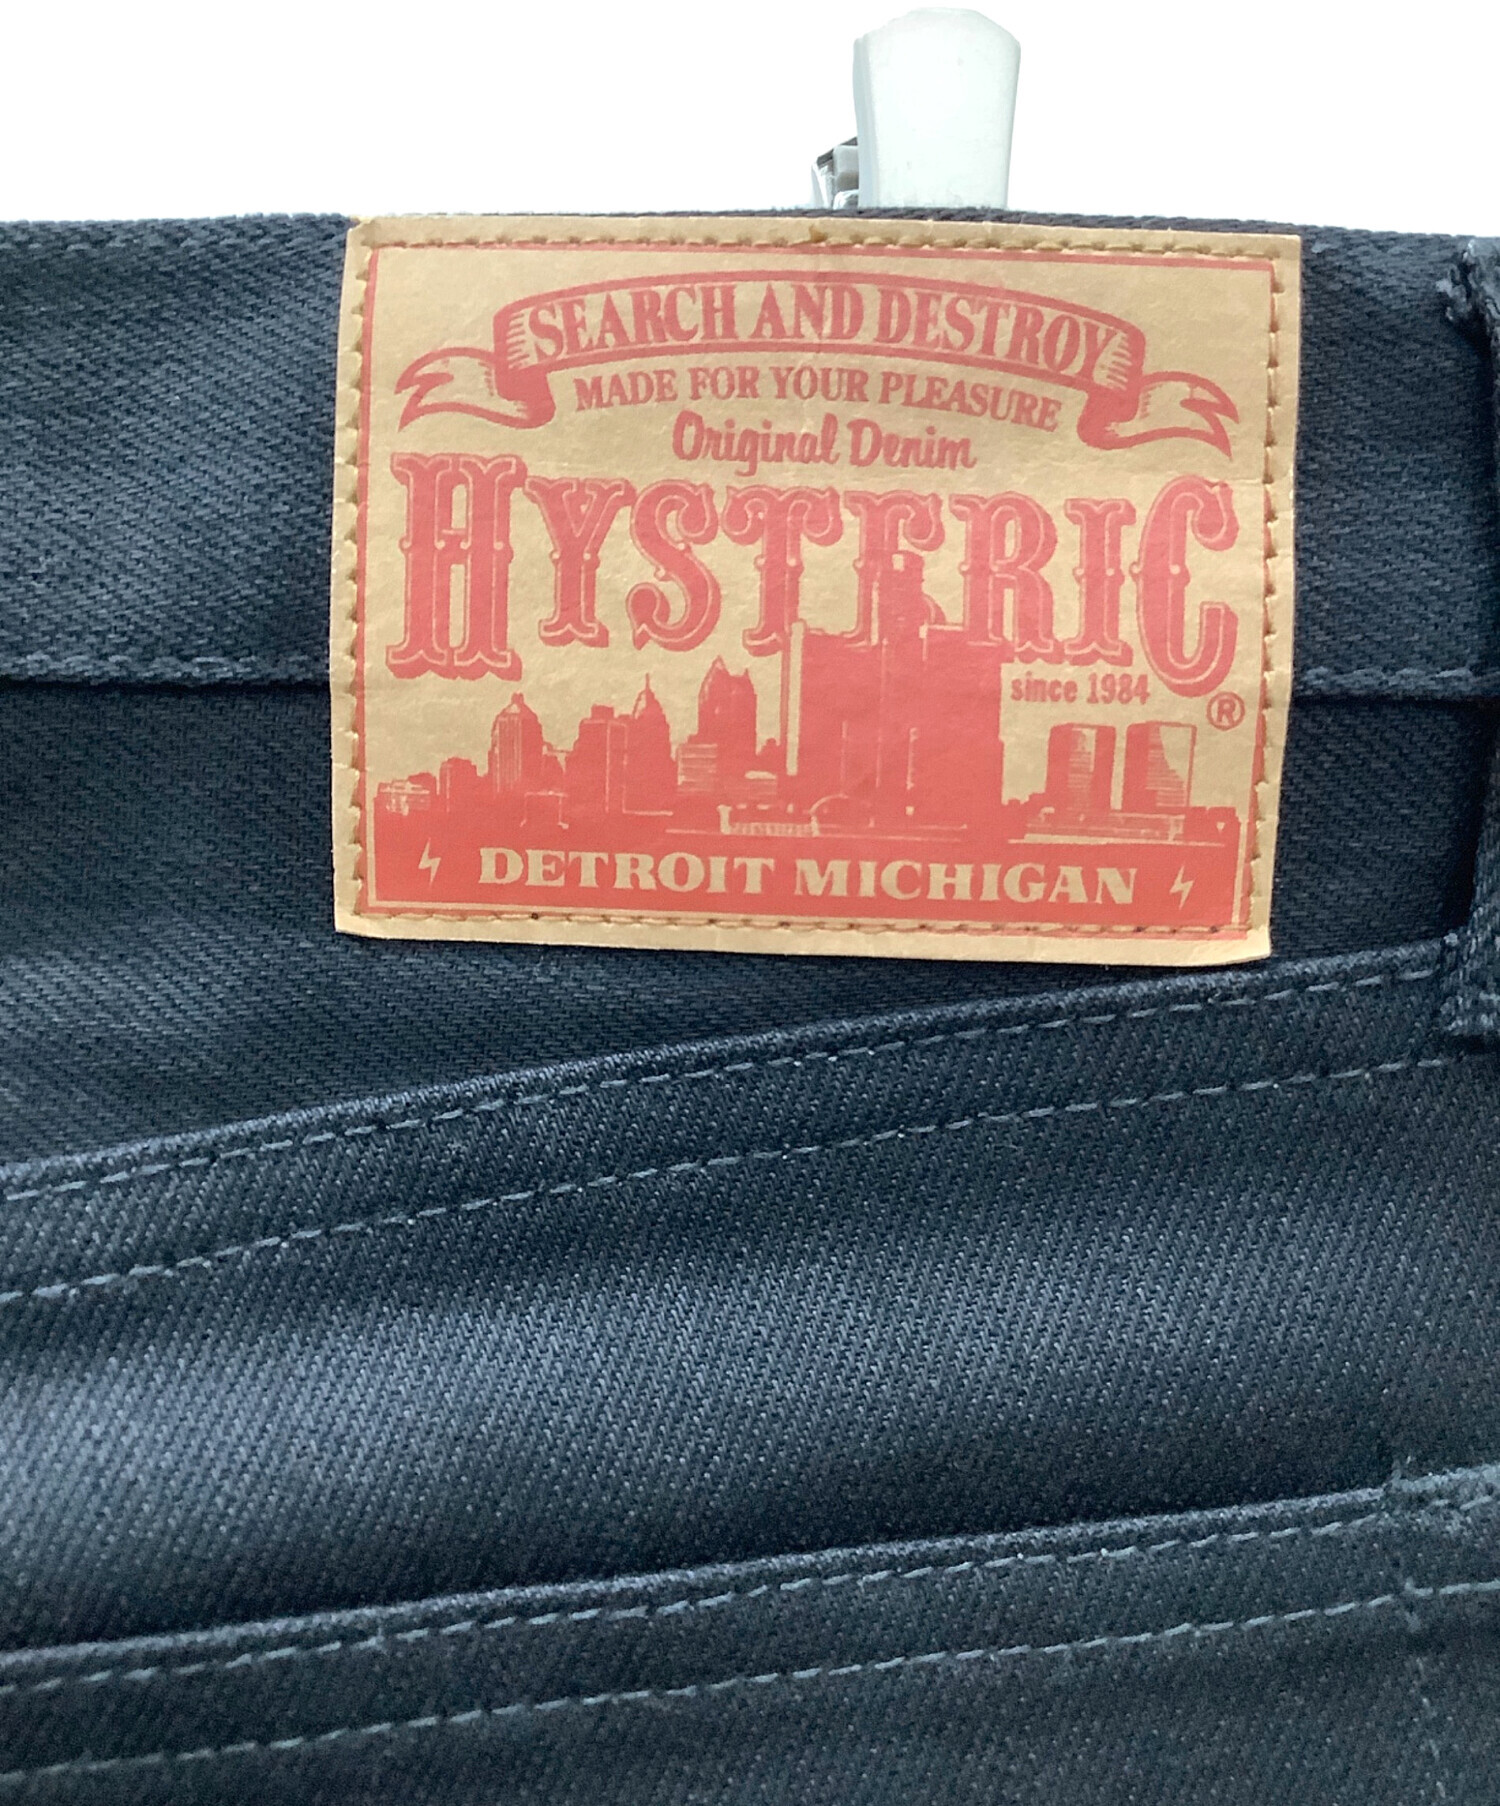 SEARCH AND DESTROY
MADE FOR YOUR PLEASURE
Original Denim
HYSTERIC
since 1984
®
DETROIT MICHIGAN